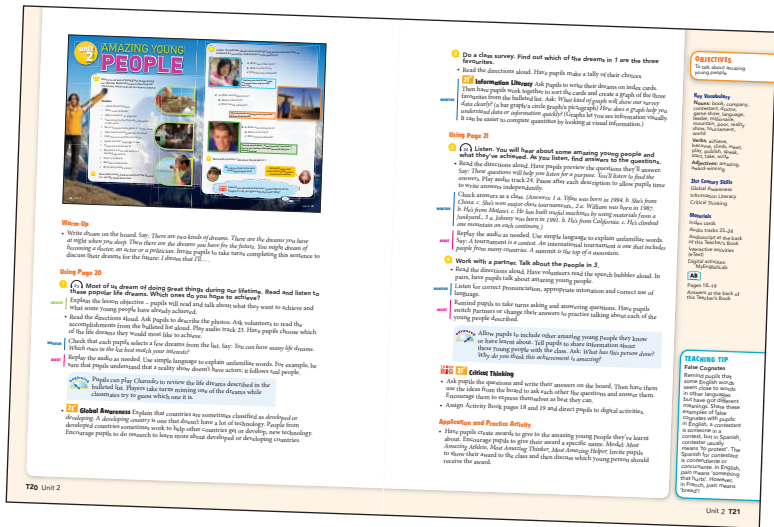 unit
2
AMAZING YOUNG
PEOPLE
Warm-Up
• Write dream on the board. Say: There are two kinds of dreams. There are the dreams you have
at night when you sleep. Then there are the dreams you have for the future. You might dream of
becoming a doctor, an actor or a politician. Invite pupils to take turns completing this sentence to
discuss their dreams for the future: I dream that I'll… .
Using Page 20
1 23 Most of us dream of doing great things during our lifetime. Read and listen to
these popular life dreams. Which ones do you hope to achieve?
• Explain the lesson objective – pupils will read and talk about what they want to achieve and
what some young people have already achieved.
• Read the directions aloud. Ask pupils to describe the photos. Ask volunteers to read the
accomplishments from the bulleted list aloud. Play audio track 23. Have pupils choose which
of the life dreams they would most like to achieve.
• Check that each pupil selects a few dreams from the list. Say: You can have many life dreams.
Which ones in the list best match your interests?
• Replay the audio as needed. Use simple language to explain unfamiliar words. For example, be
sure that pupils understand that a reality show doesn't have actors; it follows real people.
Pupils can play Charades to review the life dreams described in the
bulleted list. Players take turns miming one of the dreams while
classmates try to guess which one it is.
• 21st Global Awareness Explain that countries are sometimes classified as developed or
developing. A developing country is one that doesn't have a lot of technology. People from
developed countries sometimes work to help other countries get or develop, new technology.
Encourage pupils to do research to learn more about developed or developing countries.
T20 Unit 2
2 Do a class survey. Find out which of the dreams in 1 are the three
favourites.
• Read the directions aloud. Have pupils make a tally of their choices.
21st Information Literacy Ask pupils to write their dreams on index cards.
Then have pupils work together to sort the cards and create a graph of the three
favourites from the bulleted list. Ask: What kind of graph will show our survey
data clearly? (a bar graph/a circle graph/a pictograph) How does a graph help you
understand data or information quickly? (Graphs let you see information visually.
It can be easier to compare quantities by looking at visual information.)
Using Page 21
3 24 Listen. You will hear about some amazing young people and
what they've achieved. As you listen, find answers to the questions.
• Read the directions aloud. Have pupils preview the questions they'll answer.
Say: These questions will help you listen for a purpose. You'll listen to find the
answers. Play audio track 24. Pause after each description to allow pupils time
to write answers independently.
• Check answers as a class. (Answers: 1 a. Yifan was born in 1994. b. She's from
China. c. She's won major chess tournaments., 2 a. William was born in 1987.
b. He's from Malawi. c. He has built useful machines by using materials from a
junkyard., 3 a. Johnny was born in 1991. b. He's from California. c. He's climbed
one mountain on each continent.)
• Replay the audio as needed. Use simple language to explain unfamiliar words.
Say: A tournament is a contest. An international tournament is one that includes
people from many countries. A summit is the top of a mountain.
4 Work with a partner. Talk about the people in 3.
• Read the directions aloud. Have volunteers read the speech bubbles aloud. In
pairs, have pupils talk about amazing young people.
• Listen for correct pronunciation, appropriate intonation and correct use of
language.
• Remind pupils to take turns asking and answering questions. Have pupils
switch partners or change their answers to practise talking about each of the
young people described.
Allow pupils to include other amazing young people they know
or have learnt about. Tell pupils to share information about
these young people with the class. Ask: What has this person done?
Why do you think this achievement is amazing?
THINK BIG 21st Critical Thinking
• Ask pupils the questions and write their answers on the board. Then have them
use the ideas from the board to ask each other the questions and answer them.
Encourage them to express themselves as best they can.
• Assign Activity Book pages 18 and 19 and direct pupils to digital activities.
Application and Practice Activity
• Have pupils create awards to give to the amazing young people they've learnt
about. Encourage pupils to give their award a specific name. Model: Most
Amazing Athlete, Most Amazing Thinker, Most Amazing Helper. Invite pupils
to show their award to the class and then discuss which young person should
receive the award.
OBJECTIVES
To talk about amazing
young people.
Key Vocabulary
Nouns: book, company,
contestant, doctor,
game show, language,
leader, millionaire,
mountain, poor, reality
show, tournament,
world
Verbs: achieve,
become, climb, meet,
play, publish, speak,
start, take, write
Adjectives: amazing,
award-winning
21st Century Skills
Global Awareness
Information Literacy
Critical Thinking
Materials
Index cards
Audio tracks 23–24
Audioscript at the back
of this Teacher's Book
Interactive activities
(eText)
Digital activities:
MyEnglishLab
AB
Pages 18–19
Answers at the back of
this Teacher's Book
TEACHING TIP
False Cognates
Remind pupils that
some English words
seem close to words
in other languages
but have got different
meanings. Share these
examples of false
cognates with pupils:
in English, a contestant
is someone in a
contest, but in Spanish,
contestar usually
means "to protest". The
Spanish for contestant
is contendiente or
concursante. In English,
pain means 'something
that hurts'. However,
in French, pain means
'bread'!
Unit 2 T21